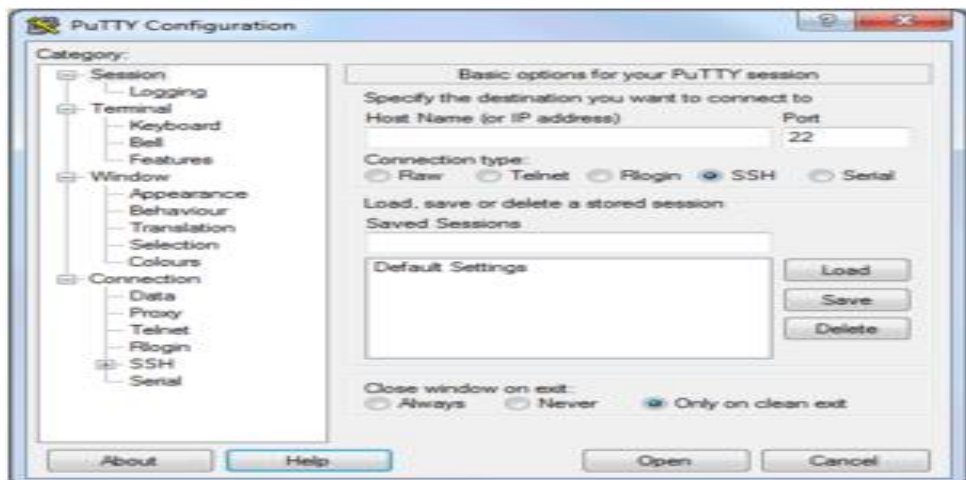 PuTTY Configuration
Category:
Session
Logging
Terminal
Keyboard
Bell
Features
Window
Appearance
Behaviour
Translation
Selection
Colours
Connection
Data
Proxy
Telnet
Rlogin
SSH
Serial
Basic options for your PuTTY session
Specify the destination you want to connect to
Host Name (or IP address) Port
22
Connection type:
Raw Telnet Rlogin SSH Serial
Load, save or delete a stored session
Saved Sessions
Default Settings
Load
Save
Delete
Close window on exit:
Always Never Only on clean exit
About Help Open Cancel